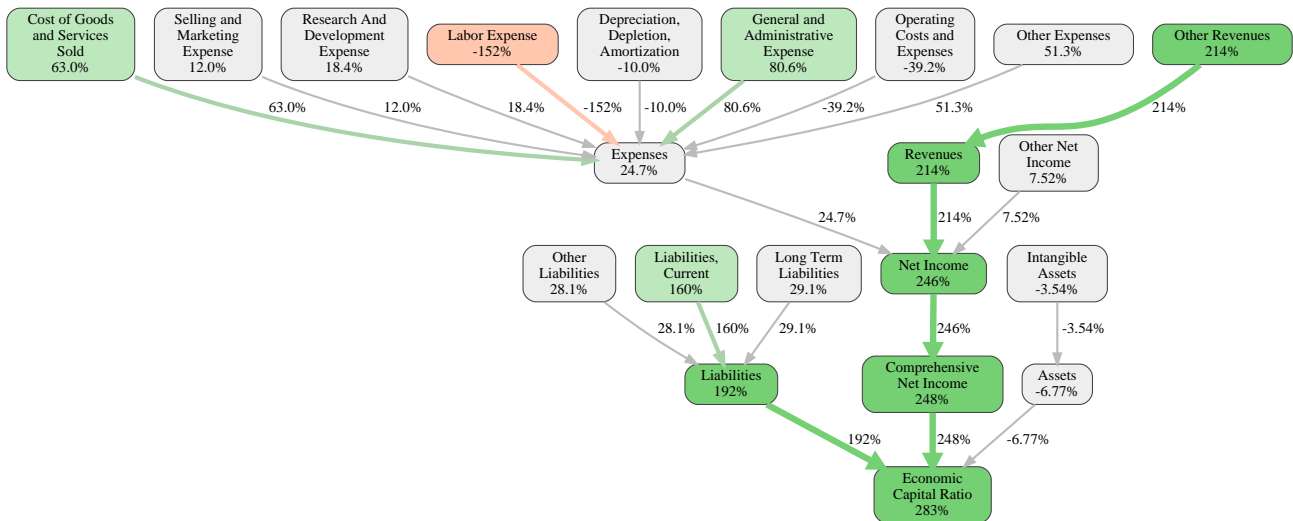 Cost of Goods
and Services
Sold
63.0%
Selling and
Marketing
Expense
12.0%
Research And
Development
Expense
18.4%
Labor Expense
-152%
Depreciation,
Depletion,
Amortization
-10.0%
General and
Administrative
Expense
80.6%
Operating
Costs and
Expenses
-39.2%
Other Expenses
51.3%
Other Revenues
214%
63.0%
12.0%
18.4%
-152%
-10.0%
80.6%
-39.2%
51.3%
214%
Expenses
24.7%
Revenues
214%
Other Net
Income
7.52%
24.7%
214%
7.52%
Other
Liabilities
28.1%
Liabilities,
Current
160%
Long Term
Liabilities
29.1%
Net Income
246%
Intangible
Assets
-3.54%
28.1%
160%
29.1%
246%
-3.54%
Liabilities
192%
Comprehensive
Net Income
248%
Assets
-6.77%
192%
248%
-6.77%
Economic
Capital Ratio
283%